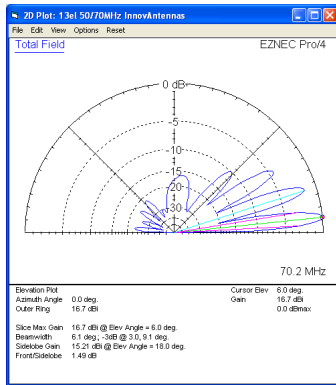 2D Plot: 13el 50/70MHz InnovAntennas
File Edit View Options Reset
Total Field EZNEC Pro/4
0 dB
-5
-10
-15
-20
-30
70.2 MHz
Elevation Plot Cursor Elev 6.0 deg.
Azimuth Angle 0.0 deg. Gain 16.7 dBi
Outer Ring 16.7 dBi 0.0 dBmax
Slice Max Gain 16.7 dBi @ Elev Angle = 6.0 deg.
Beamwidth 6.1 deg.; -3dB @ 3.0, 9.1 deg.
Sidelobe Gain 15.21 dBi @ Elev Angle = 18.0 deg.
Front/Sidelobe 1.49 dB